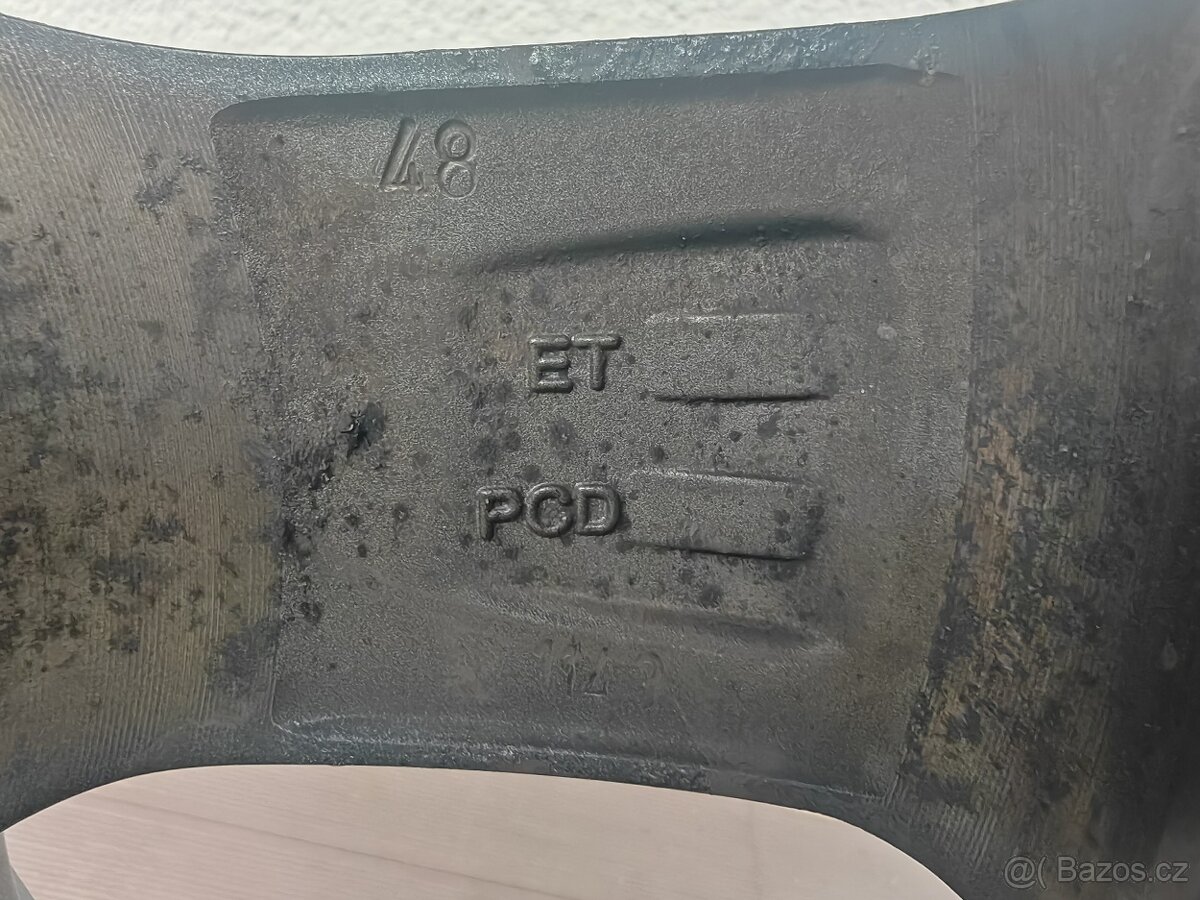 48
ET
PCD
@( Bazos.cz